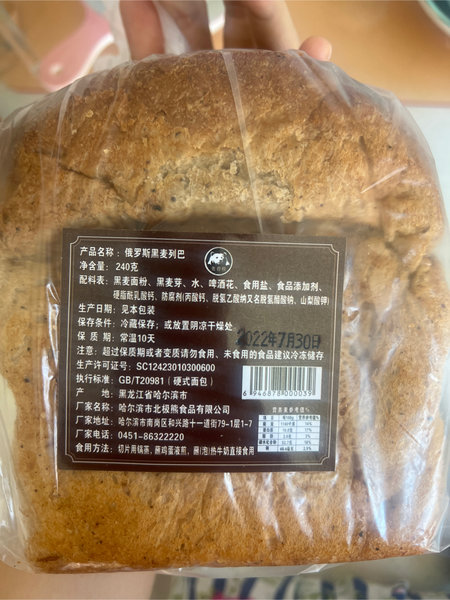 产品名称：俄罗斯黑麦列巴
净含量：240克
配料表：黑麦面粉、黑麦芽、水、啤酒花、食用盐、食品添加剂、
硬脂酰乳酸钙、防腐剂(丙酸钙、脱氢乙酸钠又名脱氢醋酸钠、山梨酸钾)
生产日期：见本包装
保存条件：冷藏保存；或放置阴凉干燥处
2022年7月30日
保质期：常温10天
注意：超过保质期或者变质请勿食用、未食用的食品建议冷冻储存
生产许可证号：SC12423010300600
执行标准：GB/T20981（硬式面包）
6 946878 000039
产地：黑龙江省哈尔滨市
厂家名称：哈尔滨市北极熊食品有限公司
厂家地址：哈尔滨市南岗区和兴路十一道街79-1层1-7
厂家电话：0451-86322220
食用方法：切片用锅蒸，蘸鸡蛋液煎，蘸(泡)热牛奶直接食用
营养素参考值%